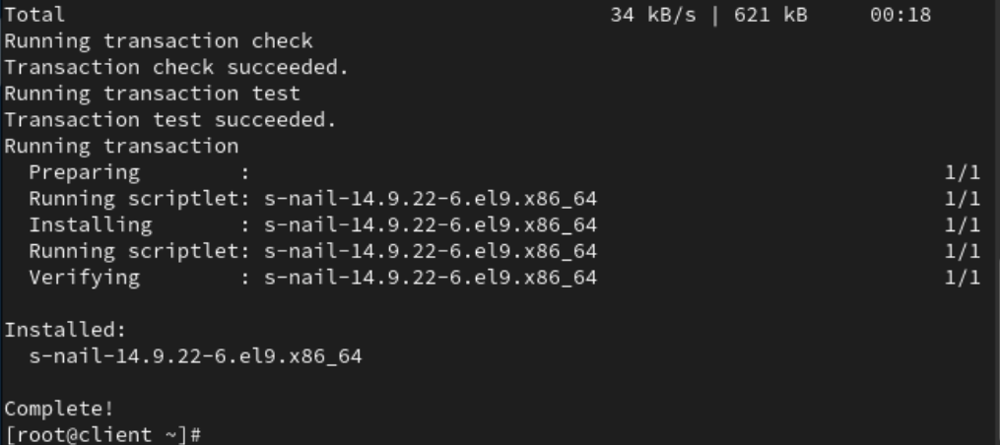 Total                                             34 kB/s | 621 kB     00:18
Running transaction check
Transaction check succeeded.
Running transaction test
Transaction test succeeded.
Running transaction
  Preparing        :                                                         1/1
  Running scriptlet: s-nail-14.9.22-6.el9.x86_64                             1/1
  Installing       : s-nail-14.9.22-6.el9.x86_64                             1/1
  Running scriptlet: s-nail-14.9.22-6.el9.x86_64                             1/1
  Verifying        : s-nail-14.9.22-6.el9.x86_64                             1/1

Installed:
  s-nail-14.9.22-6.el9.x86_64

Complete!
[root@client ~]#